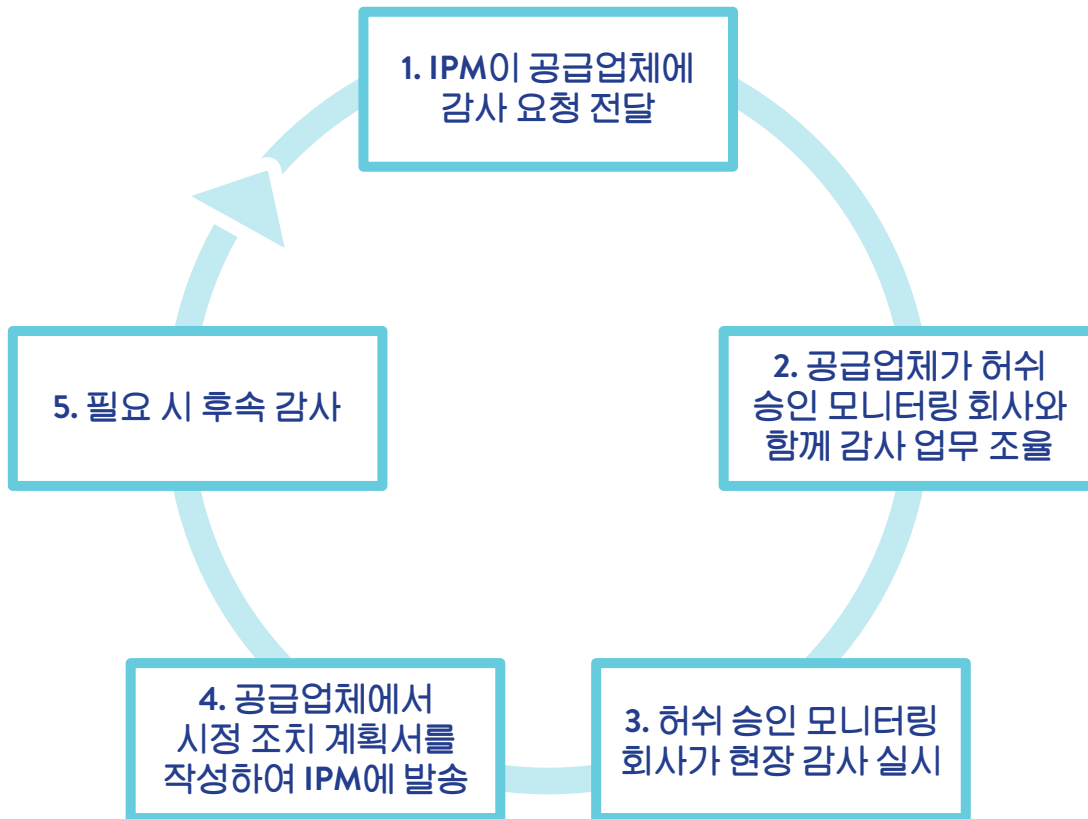 1. IPM이 공급업체에
감사 요청 전달
2. 공급업체가 허쉬
승인 모니터링 회사와
함께 감사 업무 조율
3. 허쉬 승인 모니터링
회사가 현장 감사 실시
4. 공급업체에서
시정 조치 계획서를
작성하여 IPM에 발송
5. 필요 시 후속 감사